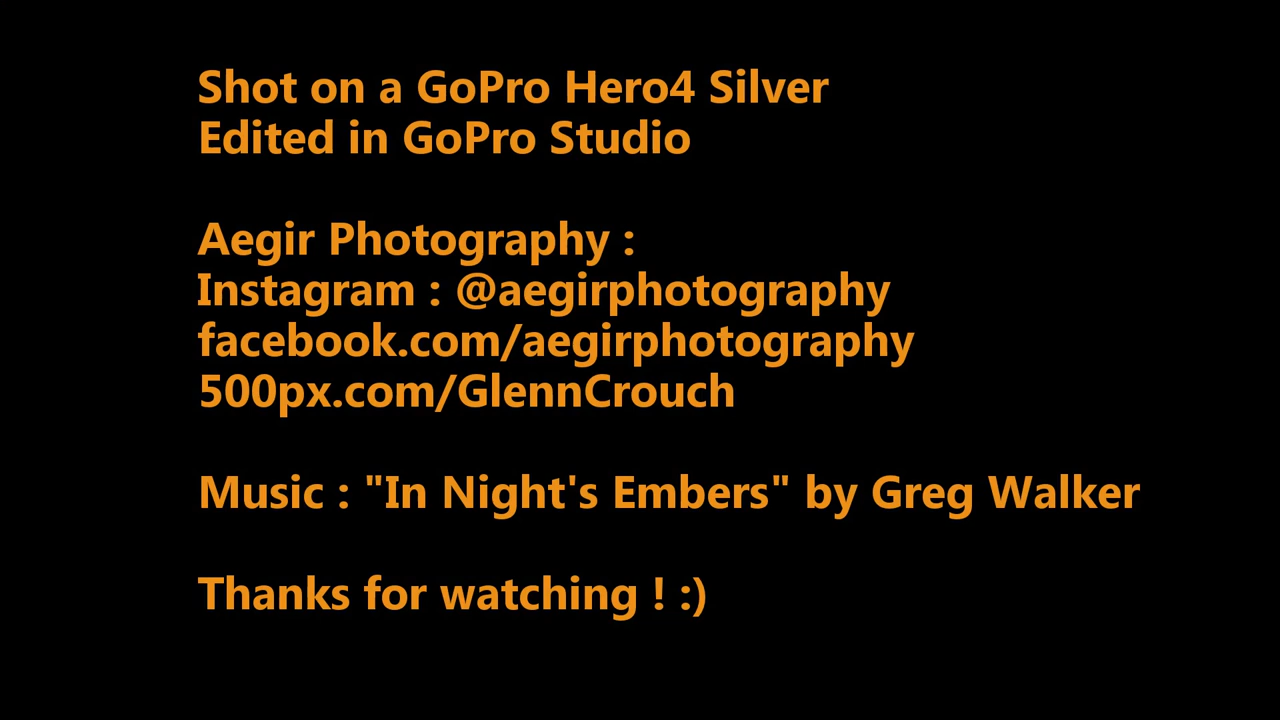 Shot on a GoPro Hero4 Silver
Edited in GoPro Studio
Aegir Photography :
Instagram : @aegirphotography
facebook.com/aegirphotography
500px.com/GlennCrouch
Music : "In Night's Embers" by Greg Walker
Thanks for watching ! :)